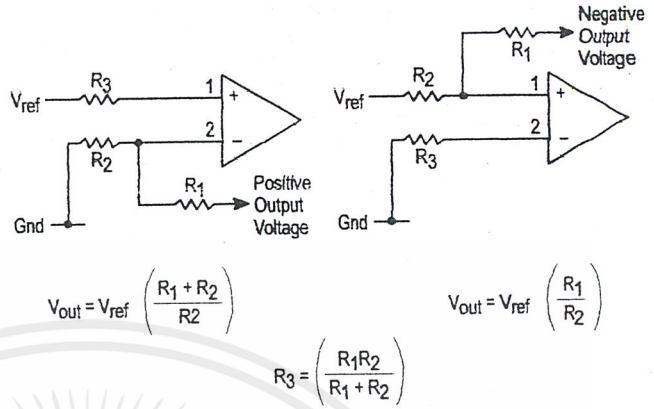 R3
1
+
Vref
2
−
R2
R1
Positive
Output
Voltage
Gnd
Vout = Vref (R1 + R2 / R2)
Negative
Output
Voltage
R1
R2
1
+
Vref
2
−
R3
Gnd
Vout = Vref (R1 / R2)
R3 = (R1R2 / R1 + R2)